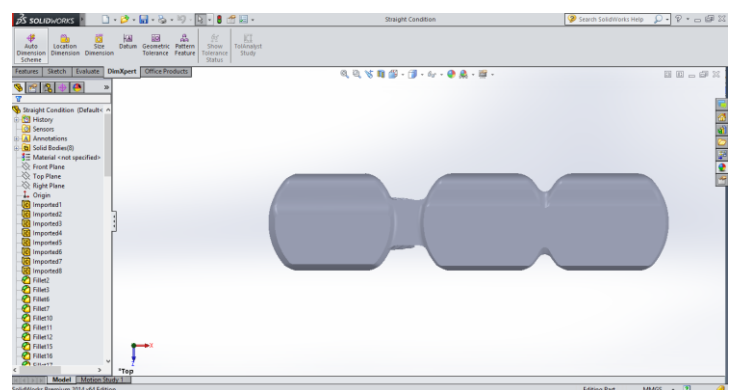 SOLIDWORKS
Straight Condition
Search Solidworks Help
Auto Dimension Scheme
Location Dimension
Size Dimension
Datum
Geometric Tolerance
Pattern Feature
Show Tolerance Status
TolAnalyst Study
Features Sketch Evaluate DimXpert Office Products
Straight Condition (Default<
History
Sensors
Annotations
Solid Bodies(8)
Material <not specified>
Front Plane
Top Plane
Right Plane
Origin
Imported1
Imported2
Imported3
Imported4
Imported5
Imported6
Imported7
Imported8
Fillet2
Fillet3
Fillet6
Fillet7
Fillet10
Fillet11
Fillet12
Fillet15
Fillet16
Fillet17
X
Z
*Top
Model Motion Study 1
SolidWorks Premium 2014 x64 Edition
Editing Part
MMGS